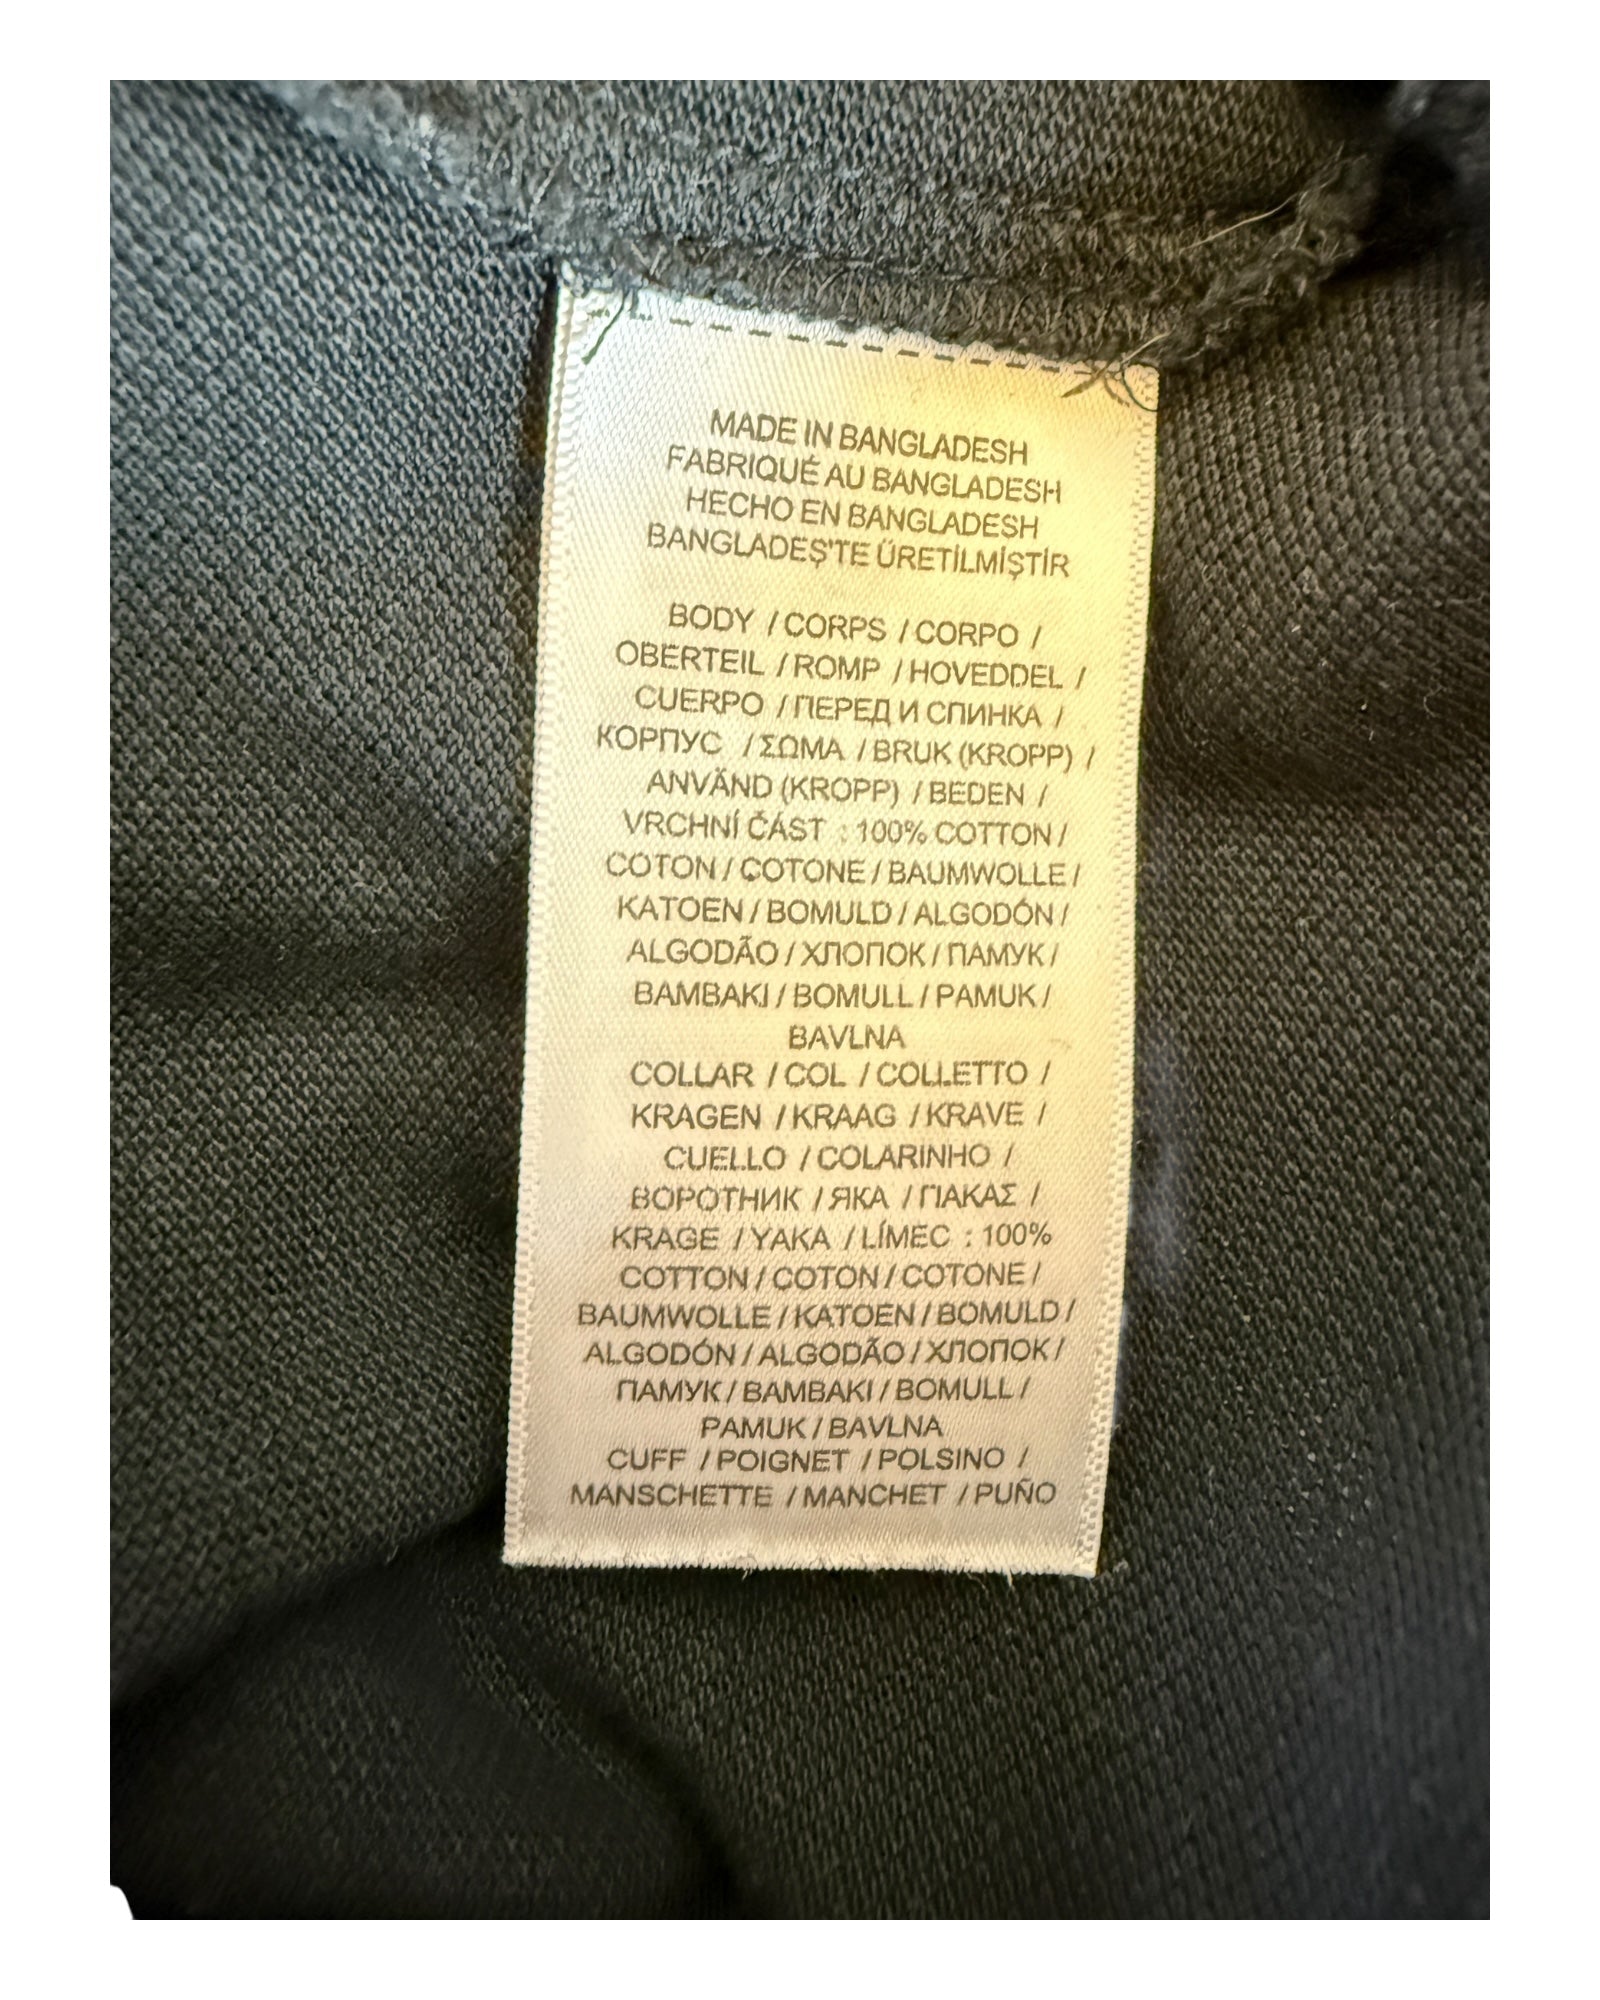 MADE IN BANGLADESH
FABRIQUÉ AU BANGLADESH
HECHO EN BANGLADESH
BANGLADEŞ'TE ÜRETİLMİŞTİR
BODY / CORPS / CORPO /
OBERTEIL / ROMP / HOVEDDEL /
CUERPO / ПЕРЕД И СПИНКА /
КОРПУС / ΣΩΜΑ / BRUK (KROPP) /
ANVÄND (KROPP) / BEDEN /
VRCHNÍ ČÁST : 100% COTTON /
COTON / COTONE / BAUMWOLLE /
KATOEN / BOMULD / ALGODÓN /
ALGODÃO / ХЛОПОК / ПАМУК /
BAMBAKI / BOMULL / PAMUK /
BAVLNA
COLLAR / COL / COLLETTO /
KRAGEN / KRAAG / KRAVE /
CUELLO / COLARINHO /
ВОРОТНИК / ЯКА / ΓΙΑΚΑΣ /
KRAGE / YAKA / LÍMEC : 100%
COTTON / COTON / COTONE /
BAUMWOLLE / KATOEN / BOMULD /
ALGODÓN / ALGODÃO / ХЛОПОК /
ПАМУК / BAMBAKI / BOMULL /
PAMUK / BAVLNA
CUFF / POIGNET / POLSINO /
MANSCHETTE / MANCHET / PUÑO